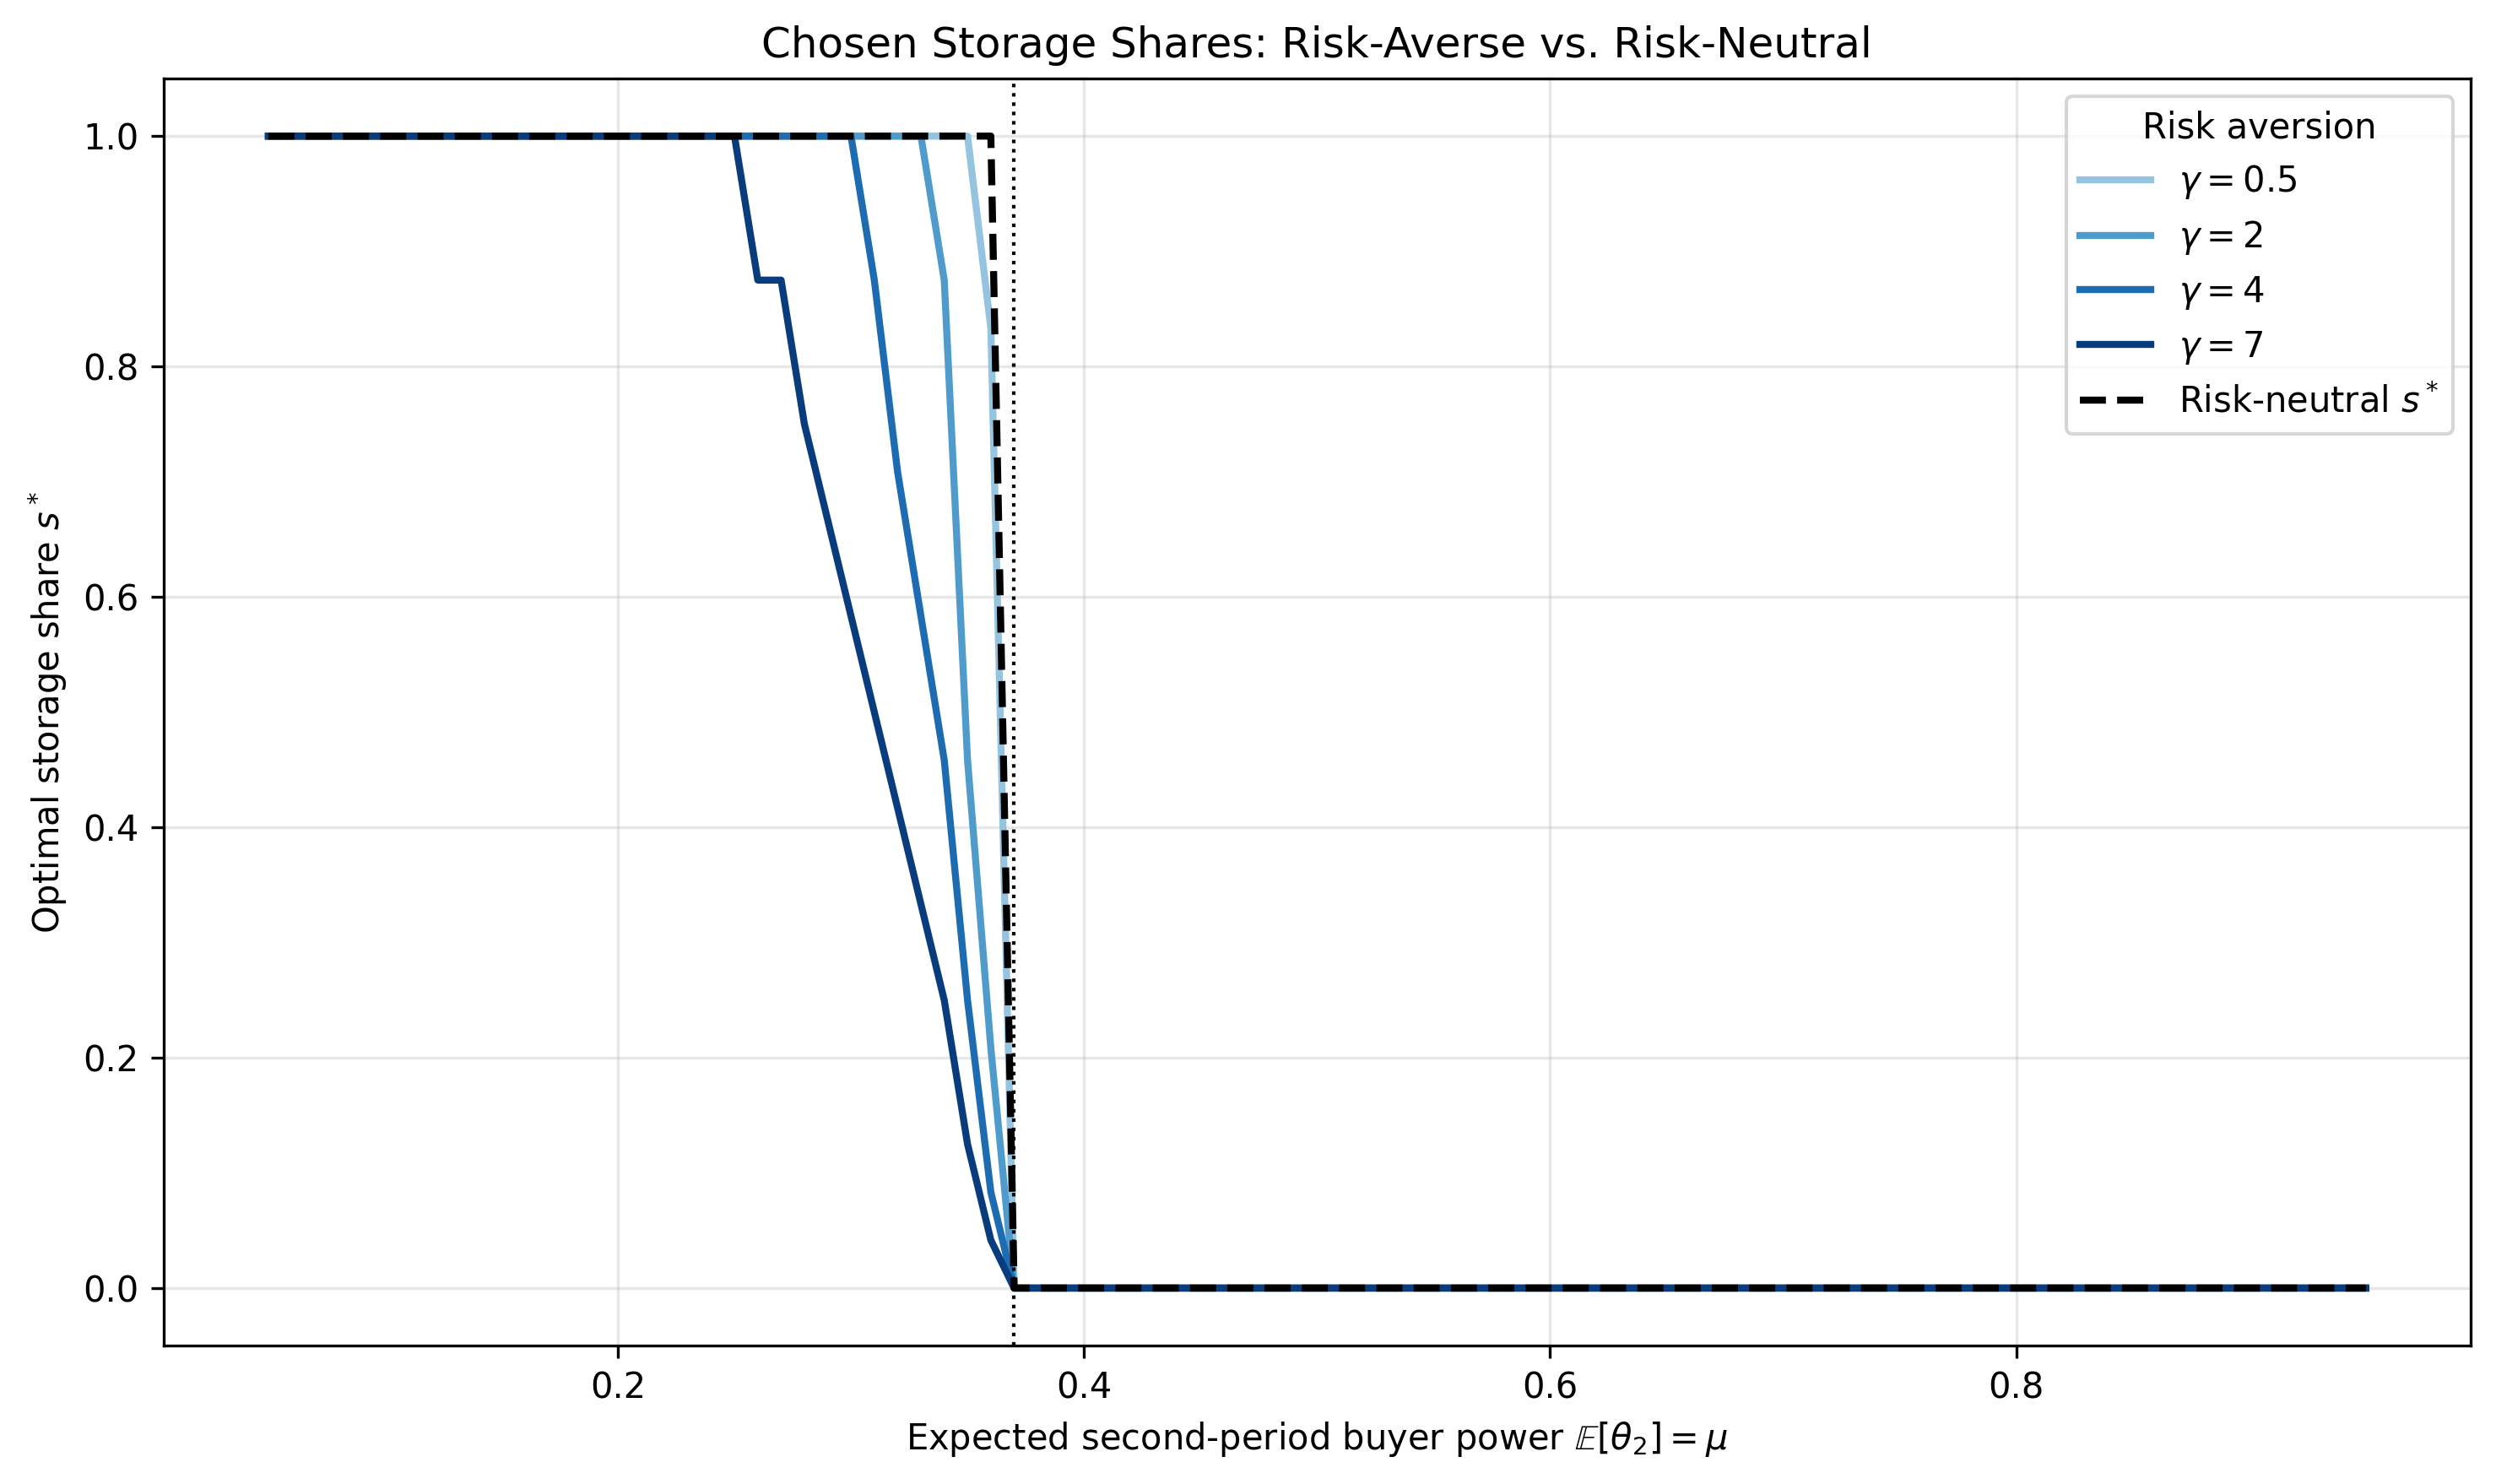 Chosen Storage Shares: Risk-Averse vs. Risk-Neutral
Risk aversion
γ = 0.5
γ = 2
γ = 4
γ = 7
Risk-neutral s*
Optimal storage share s*
1.0
0.8
0.6
0.4
0.2
0.0
0.2 0.4 0.6 0.8
Expected second-period buyer power 𝔼[θ₂] = μ